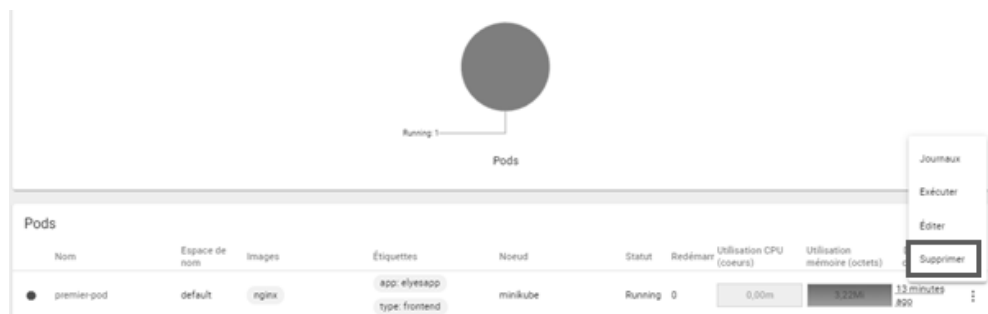 Running: 1
Pods
Journaux
Exécuter
Éditer
Supprimer
Pods
Nom
Espace de nom
Images
Étiquettes
Noeud
Statut
Redémarr
Utilisation CPU (coeurs)
Utilisation mémoire (octets)
premier-pod
default
nginx
app: elyesapp
type: frontend
minikube
Running
0
0,00m
3,22Mi
13 minutes ago